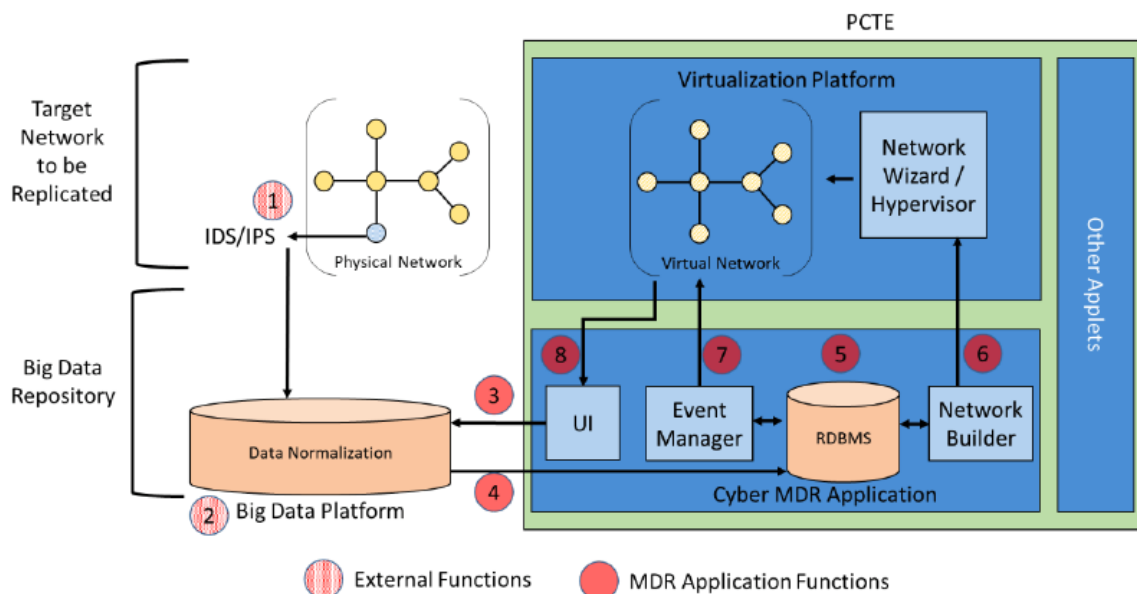 PCTE
Target
Network
to be
Replicated
1
IDS/IPS
Physical Network
Virtualization Platform
Virtual Network
Network
Wizard /
Hypervisor
Other Applets
Big Data
Repository
Data Normalization
2
Big Data Platform
3
4
8
UI
7
Event
Manager
5
RDBMS
6
Network
Builder
Cyber MDR Application
External Functions
MDR Application Functions